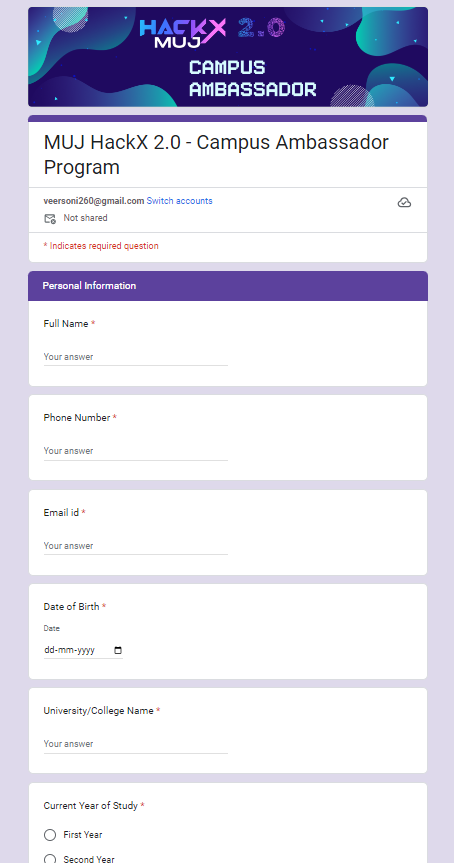 HACKX 2.0
MUJ
CAMPUS
AMBASSADOR
MUJ HackX 2.0 - Campus Ambassador
Program
veersoni260@gmail.com Switch accounts
Not shared
* Indicates required question
Personal Information
Full Name *
Your answer
Phone Number *
Your answer
Email id *
Your answer
Date of Birth *
Date
dd-mm-yyyy
University/College Name *
Your answer
Current Year of Study *
First Year
Second Year